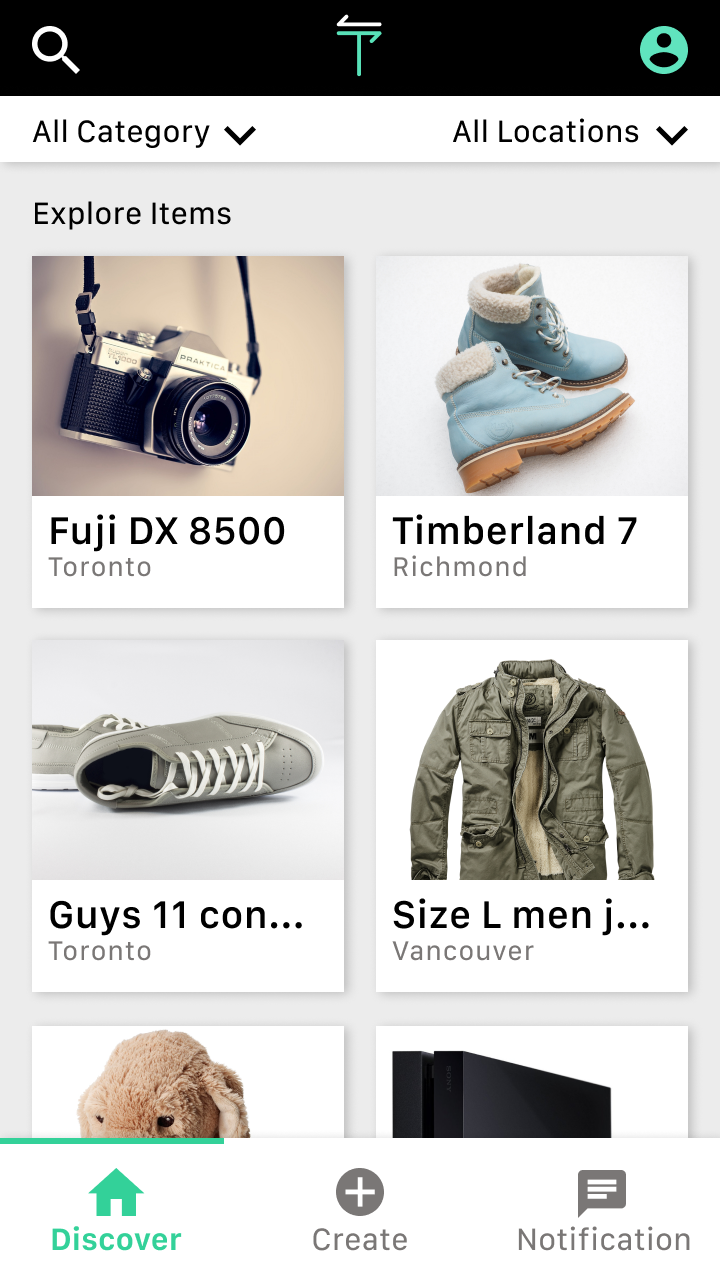 All Category
All Locations
Explore Items
PRAKTICA
Fuji DX 8500
Toronto
Timberland 7
Richmond
Guys 11 con...
Toronto
Size L men j...
Vancouver
SONY
Discover
Create
Notification